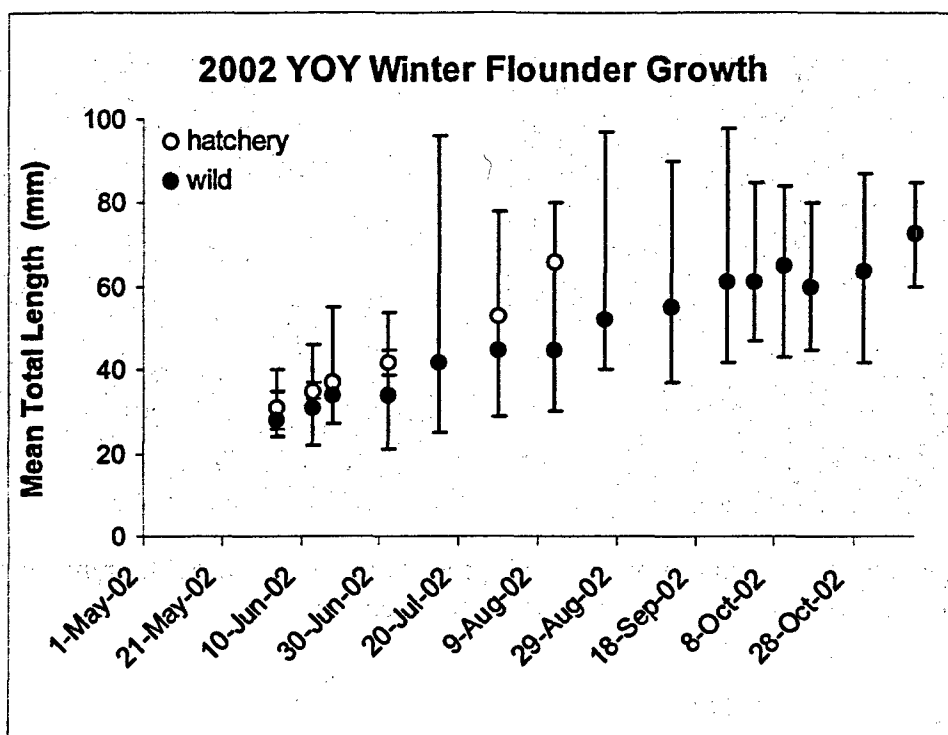 2002 YOY Winter Flounder Growth
hatchery
wild
Mean Total Length (mm)
100
80
60
40
20
0
1-May-02
21-May-02
10-Jun-02
30-Jun-02
20-Jul-02
9-Aug-02
29-Aug-02
18-Sep-02
8-Oct-02
28-Oct-02